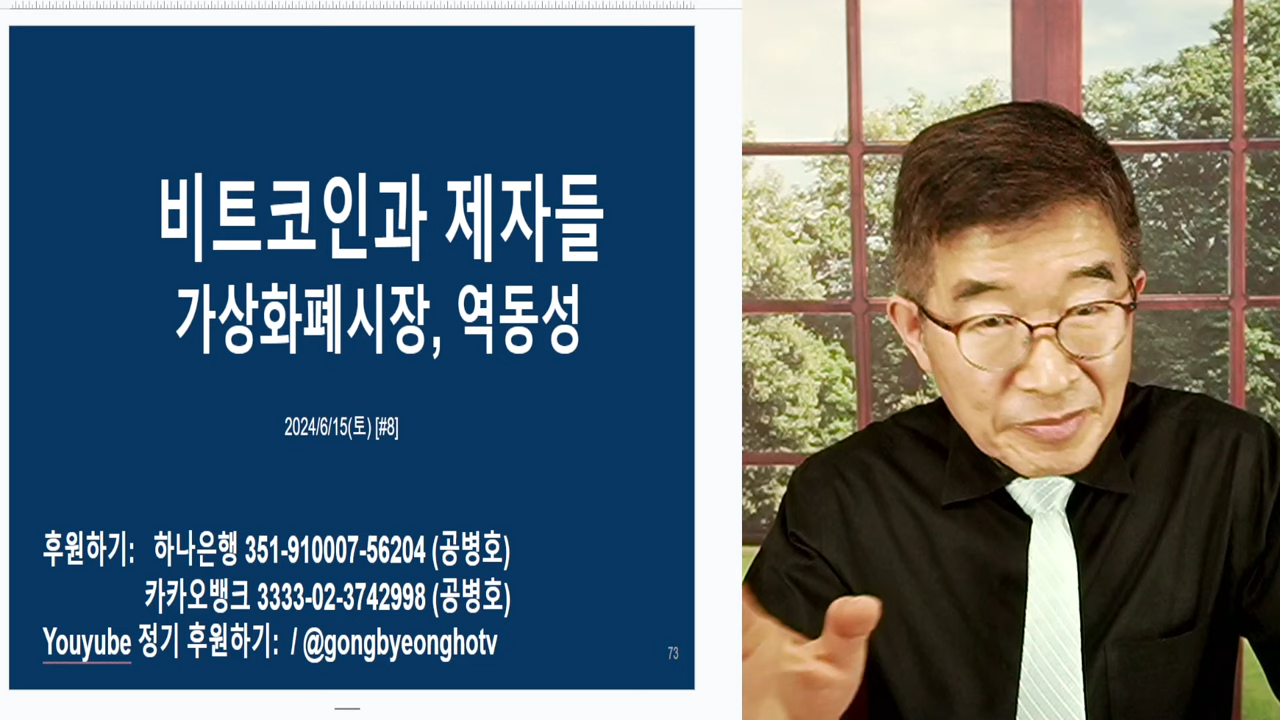 비트코인과 제자들
가상화폐시장, 역동성
2024/6/15(토) [#8]
후원하기: 하나은행 351-910007-56204 (공병호)
카카오뱅크 3333-02-3742998 (공병호)
Youyube 정기 후원하기: / @gongbyeonghotv
73